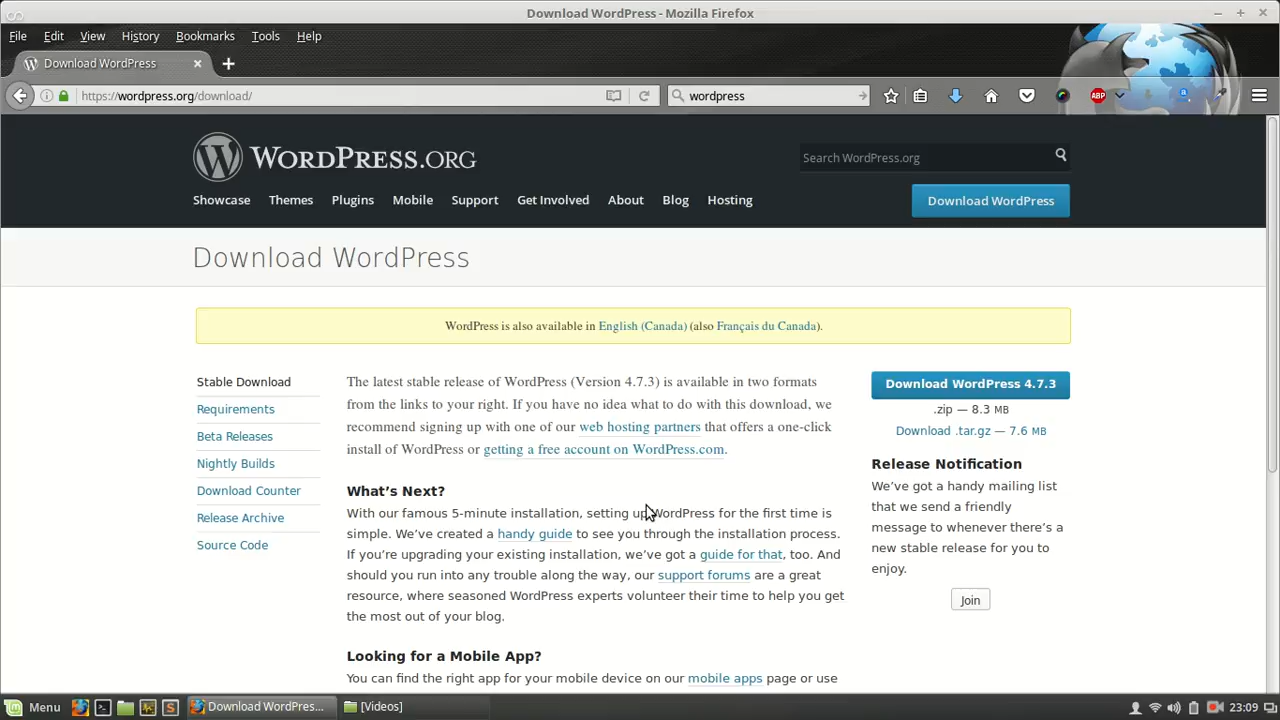 Download WordPress - Mozilla Firefox
File Edit View History Bookmarks Tools Help
Download WordPress
https://wordpress.org/download/
wordpress
ABP
WORDPRESS.ORG
Search WordPress.org
Showcase Themes Plugins Mobile Support Get Involved About Blog Hosting
Download WordPress
Download WordPress
WordPress is also available in English (Canada) (also Français du Canada).
Stable Download
Requirements
Beta Releases
Nightly Builds
Download Counter
Release Archive
Source Code
The latest stable release of WordPress (Version 4.7.3) is available in two formats
from the links to your right. If you have no idea what to do with this download, we
recommend signing up with one of our web hosting partners that offers a one-click
install of WordPress or getting a free account on WordPress.com.
What's Next?
With our famous 5-minute installation, setting up WordPress for the first time is
simple. We've created a handy guide to see you through the installation process.
If you're upgrading your existing installation, we've got a guide for that, too. And
should you run into any trouble along the way, our support forums are a great
resource, where seasoned WordPress experts volunteer their time to help you get
the most out of your blog.
Looking for a Mobile App?
You can find the right app for your mobile device on our mobile apps page or use
Download WordPress 4.7.3
.zip — 8.3 MB
Download .tar.gz — 7.6 MB
Release Notification
We've got a handy mailing list
that we send a friendly
message to whenever there's a
new stable release for you to
enjoy.
Join
Menu Download WordPres... [Videos] 23:09